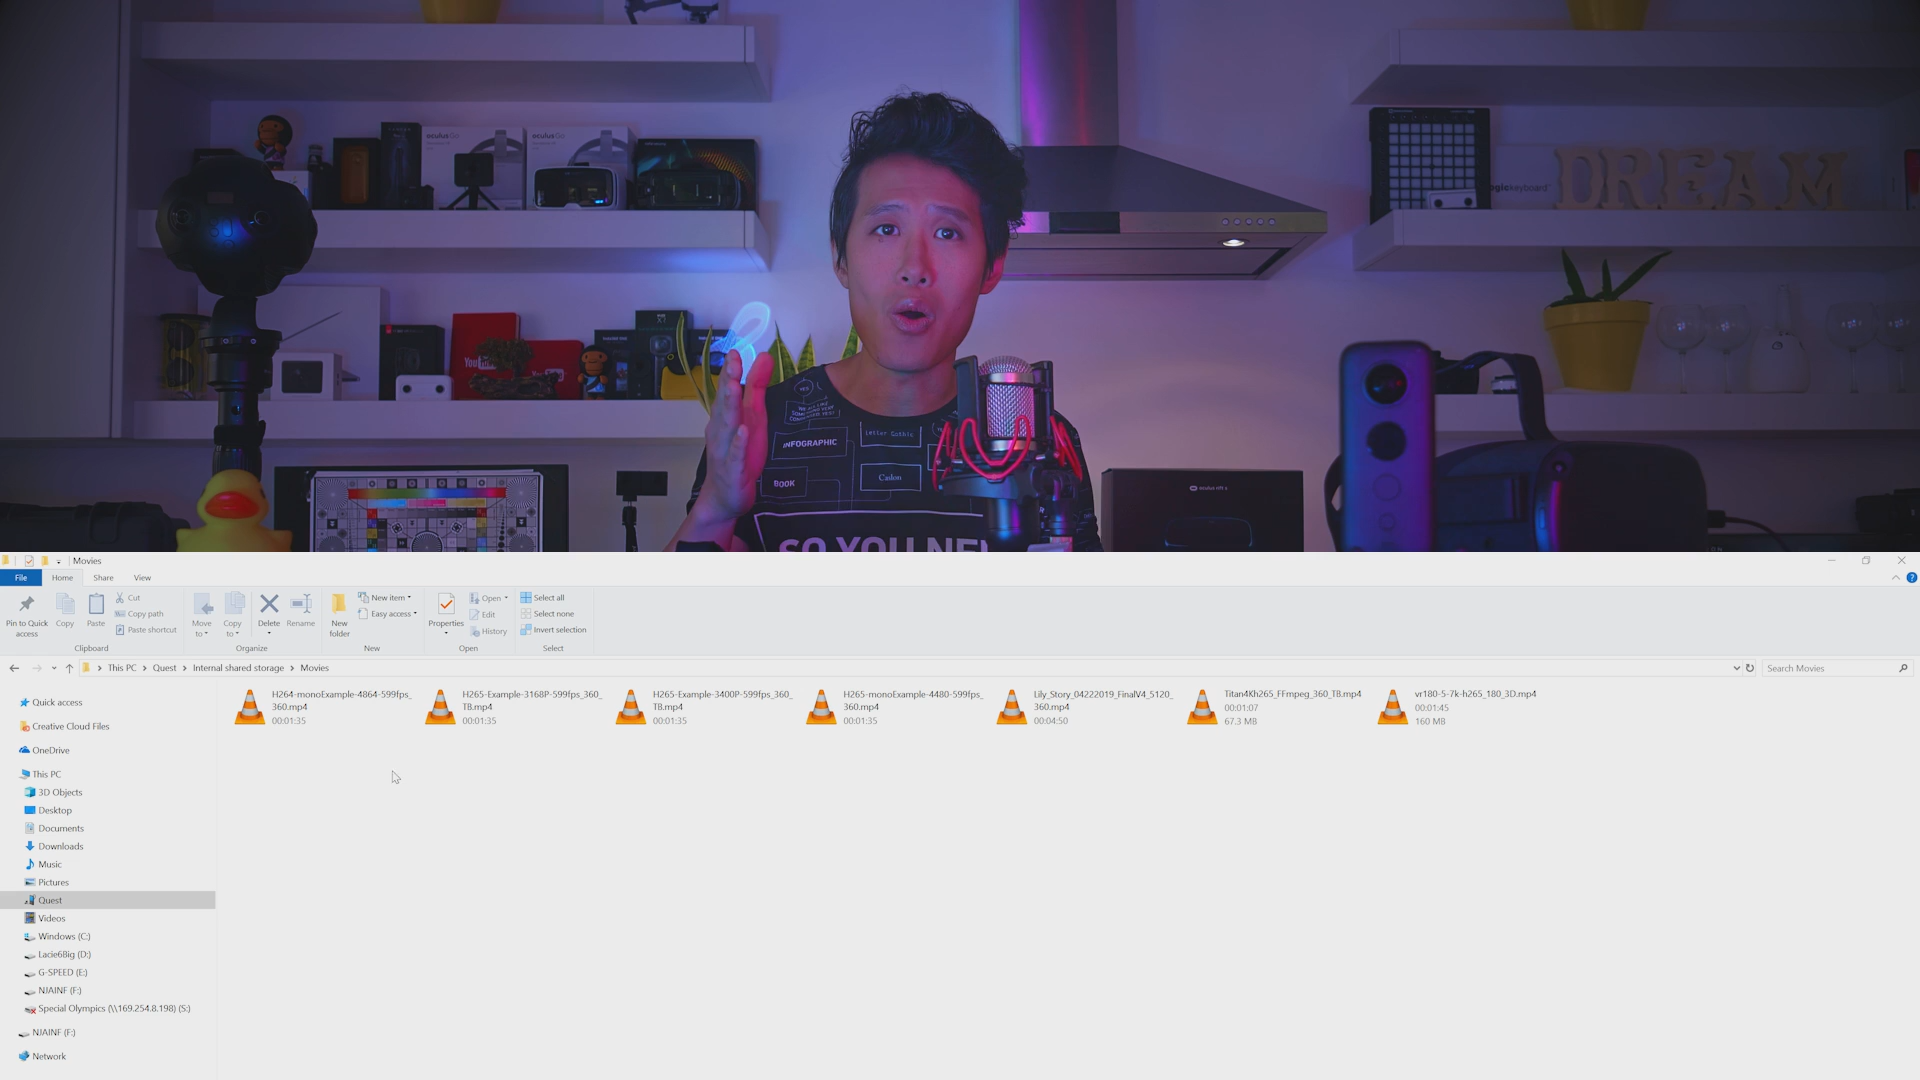 oculus Go
oculus Go
DREAM
YES
INFOGRAPHIC
Letter Gothic
BOOK
Caslon
oculus rift s
SO YOU NE
Movies
File
Home
Share
View
Pin to Quick access
Copy
Paste
Cut
Copy path
Paste shortcut
Clipboard
Move to
Copy to
Delete
Rename
Organize
New folder
New item
Easy access
New
Properties
Open
Edit
History
Open
Select all
Select none
Invert selection
Select
This PC > Quest > Internal shared storage > Movies
Search Movies
Quick access
Creative Cloud Files
OneDrive
This PC
3D Objects
Desktop
Documents
Downloads
Music
Pictures
Quest
Videos
Windows (C:)
Lacie6Big (D:)
G-SPEED (E:)
NJAINF (F:)
Special Olympics (\\169.254.8.198) (S:)
NJAINF (F:)
Network
H264-monoExample-4864-599fps_
360.mp4
00:01:35
H265-Example-3168P-599fps_360_
TB.mp4
00:01:35
H265-Example-3400P-599fps_360_
TB.mp4
00:01:35
H265-monoExample-4480-599fps_
360.mp4
00:01:35
Lily_Story_04222019_FinalV4_5120_
360.mp4
00:04:50
Titan4Kh265_FFmpeg_360_TB.mp4
00:01:07
67.3 MB
vr180-5-7k-h265_180_3D.mp4
00:01:45
160 MB